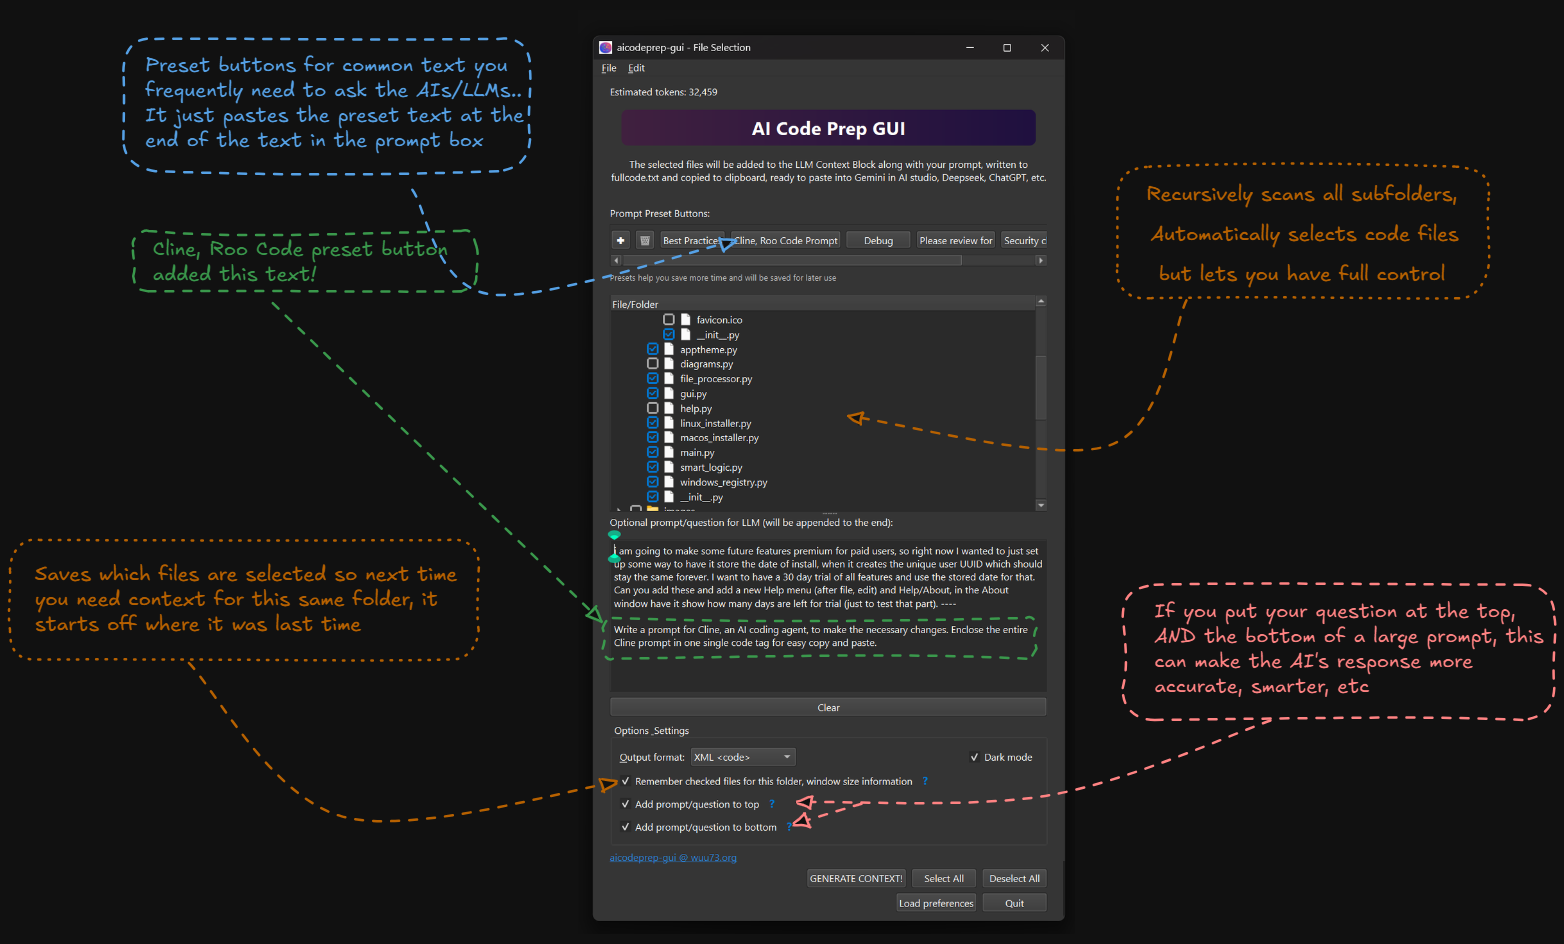 Preset buttons for common text you
frequently need to ask the AIs/LLMs..
It just pastes the preset text at the
end of the text in the prompt box
Cline, Roo Code preset button
added this text!
Saves which files are selected so next time
you need context for this same folder, it
starts off where it was last time
aicodeprep-gui - File Selection
File Edit
Estimated tokens: 32,459
AI Code Prep GUI
The selected files will be added to the LLM Context Block along with your prompt, written to
fullcode.txt and copied to clipboard, ready to paste into Gemini in AI studio, Deepseek, ChatGPT, etc.
Prompt Preset Buttons:
Best Practice Cline, Roo Code Prompt Debug Please review for Security c
Presets help you save more time and will be saved for later use
File/Folder
favicon.ico
__init__.py
apptheme.py
diagrams.py
file_processor.py
gui.py
help.py
linux_installer.py
macos_installer.py
main.py
smart_logic.py
windows_registry.py
__init__.py
images
Optional prompt/question for LLM (will be appended to the end):
i am going to make some future features premium for paid users, so right now I wanted to just set
up some way to have it store the date of install, when it creates the unique user UUID which should
stay the same forever. I want to have a 30 day trial of all features and use the stored date for that.
Can you add these and add a new Help menu (after file, edit) and Help/About, in the About
window have it show how many days are left for trial (just to test that part). ----
Write a prompt for Cline, an AI coding agent, to make the necessary changes. Enclose the entire
Cline prompt in one single code tag for easy copy and paste.
Clear
Options _Settings
Output format: XML <code> Dark mode
Remember checked files for this folder, window size information ?
Add prompt/question to top ?
Add prompt/question to bottom ?
aicodeprep-gui @ wuu73.org
GENERATE CONTEXT! Select All Deselect All
Load preferences Quit
Recursively scans all subfolders,
Automatically selects code files
but lets you have full control
If you put your question at the top,
AND the bottom of a large prompt, this
can make the AI's response more
accurate, smarter, etc